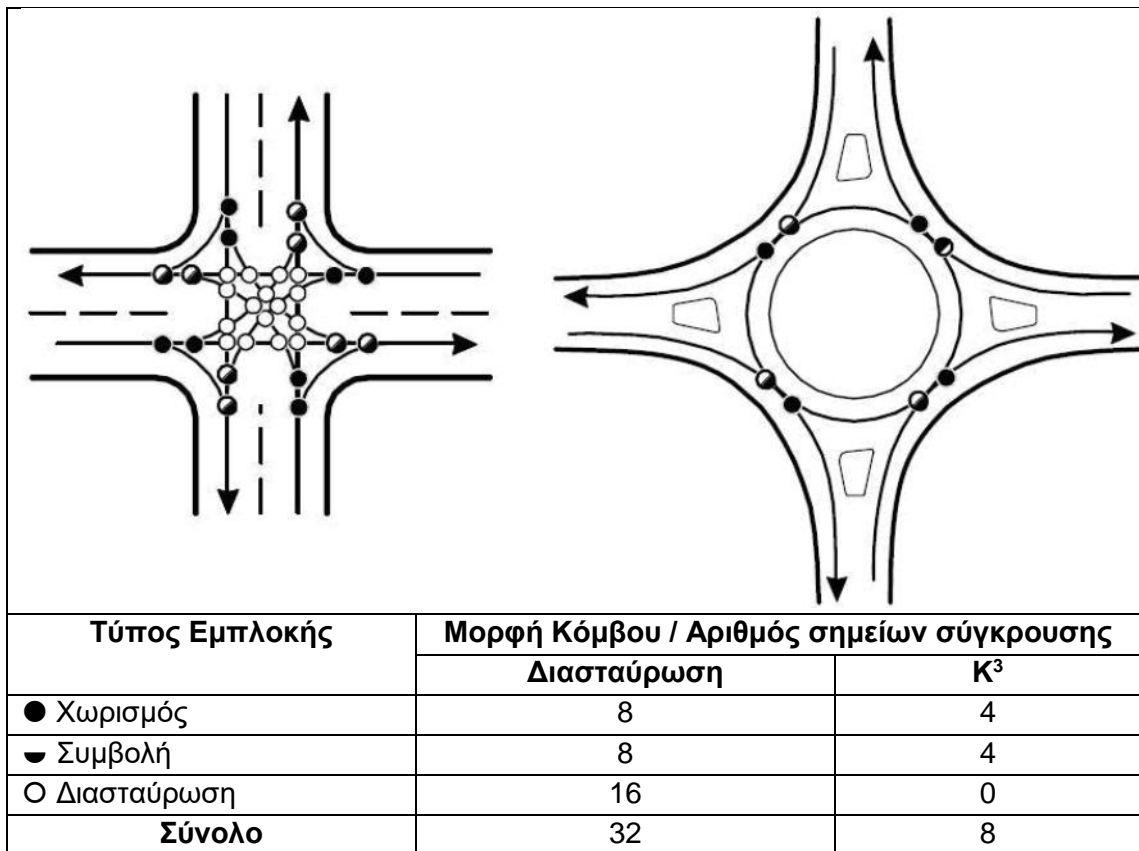 Τύπος Εμπλοκής
Μορφή Κόμβου / Αριθμός σημείων σύγκρουσης
Διασταύρωση Κ³
● Χωρισμός 8 4
◒ Συμβολή 8 4
○ Διασταύρωση 16 0
Σύνολο 32 8